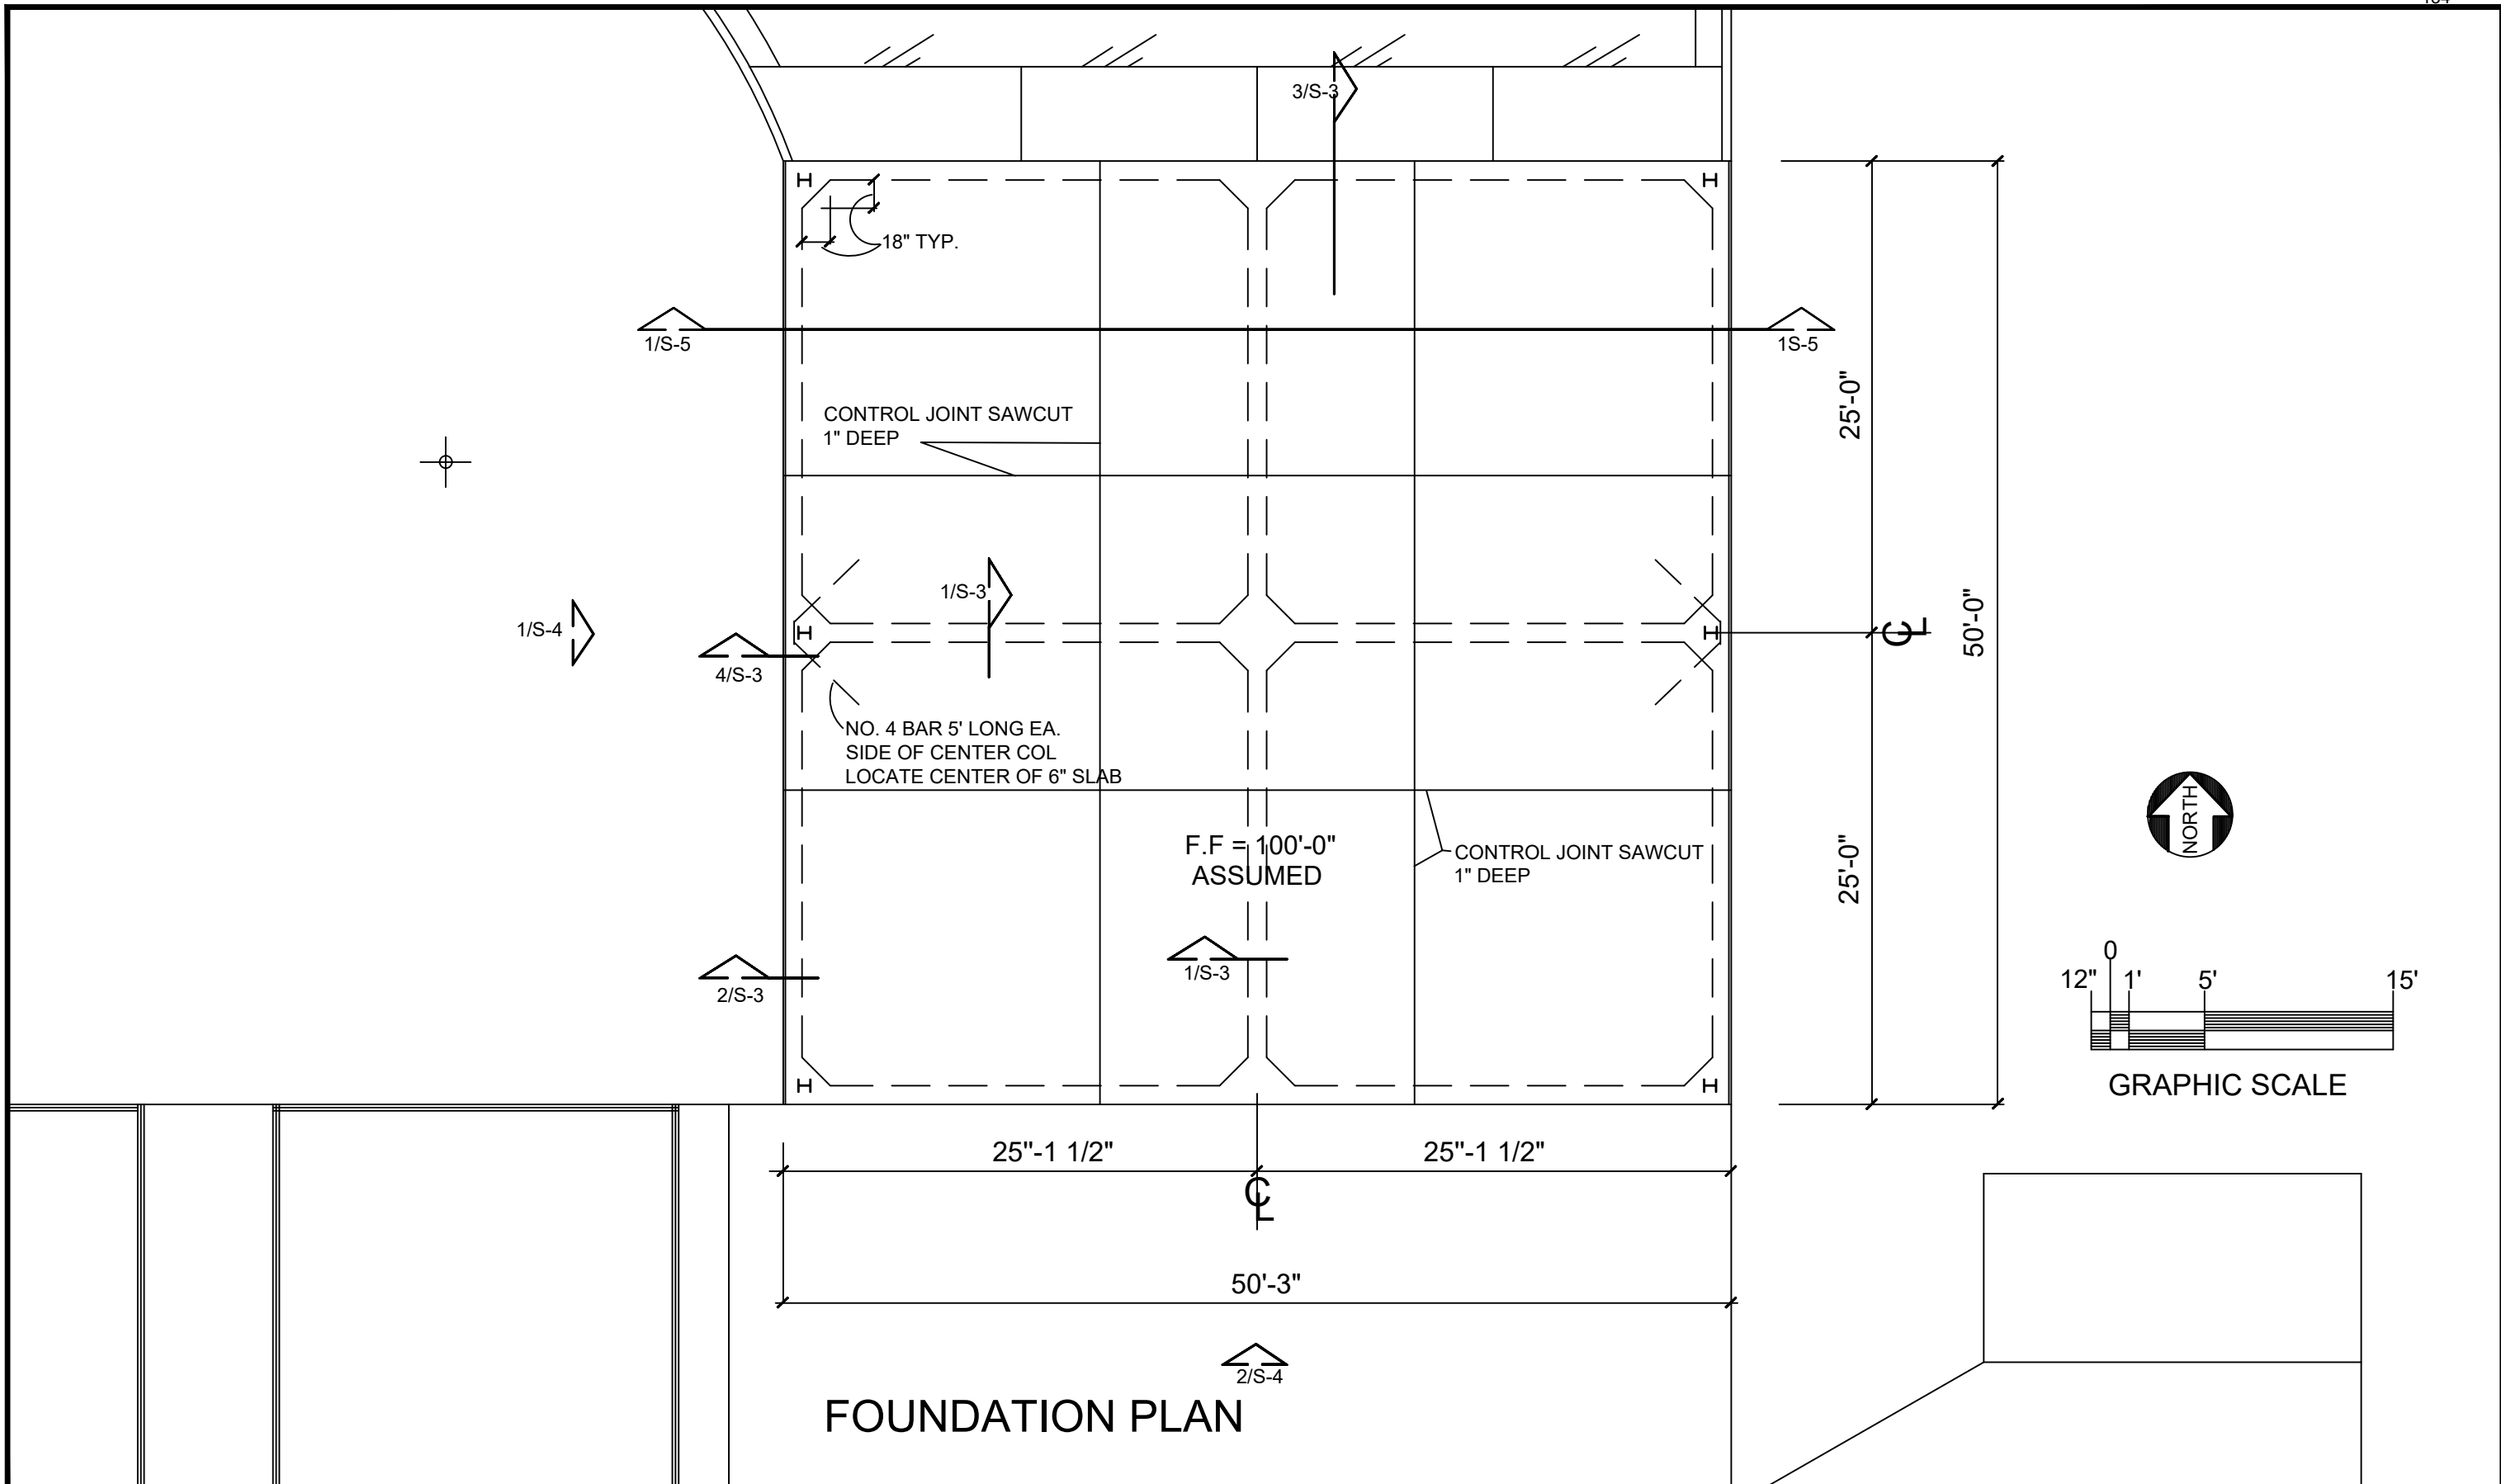 3/S-3
H
H
18" TYP.
1/S-5
1S-5
25'-0"
CONTROL JOINT SAWCUT
1" DEEP
1/S-3
1/S-4
H
H
CL
50'-0"
4/S-3
NO. 4 BAR 5' LONG EA.
SIDE OF CENTER COL
LOCATE CENTER OF 6" SLAB
NORTH
F.F = 100'-0"
ASSUMED
CONTROL JOINT SAWCUT
1" DEEP
25'-0"
2/S-3
1/S-3
0
12" 1' 5' 15'
GRAPHIC SCALE
H
H
25"-1 1/2" 25"-1 1/2"
CL
50'-3"
2/S-4
FOUNDATION PLAN